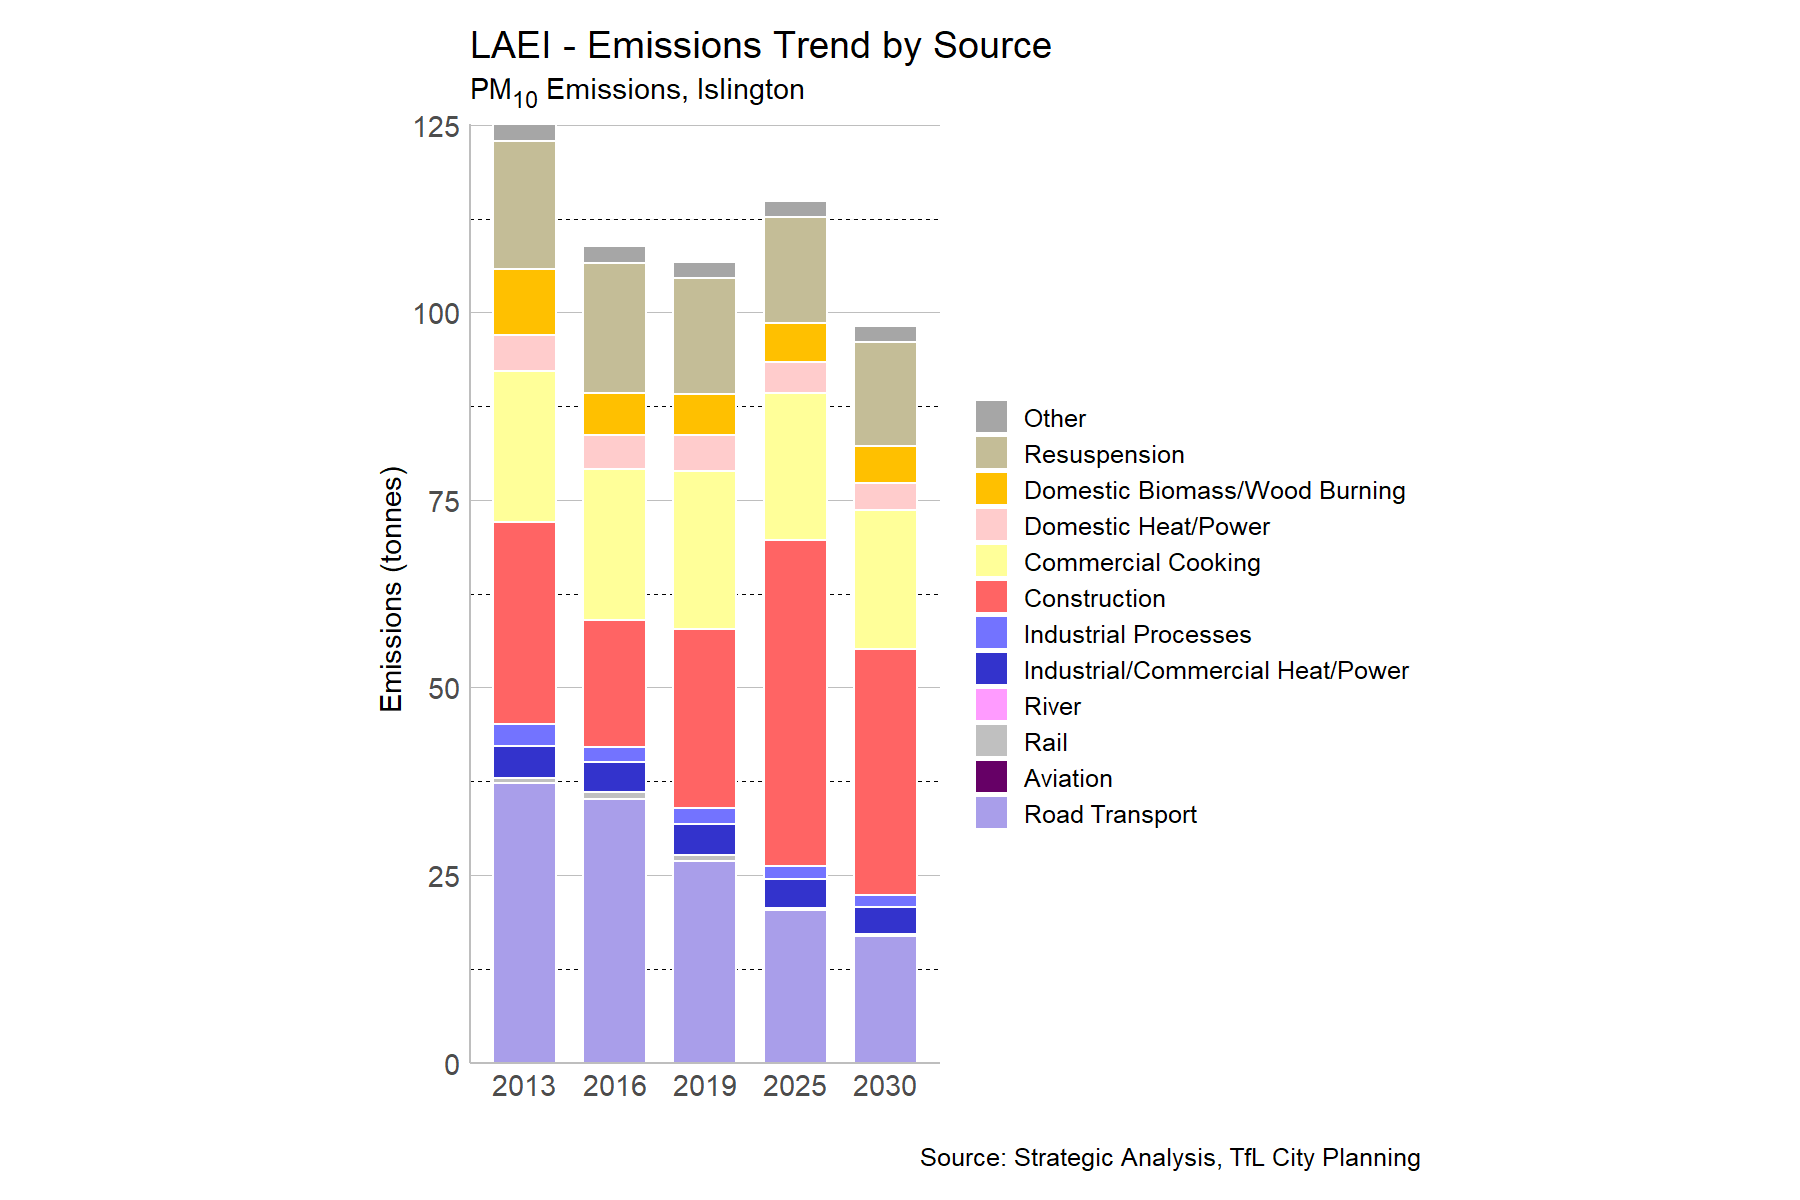 LAEI - Emissions Trend by Source
PM10 Emissions, Islington
125
100
75
50
25
0
Emissions (tonnes)
2013 2016 2019 2025 2030
Other
Resuspension
Domestic Biomass/Wood Burning
Domestic Heat/Power
Commercial Cooking
Construction
Industrial Processes
Industrial/Commercial Heat/Power
River
Rail
Aviation
Road Transport
Source: Strategic Analysis, TfL City Planning